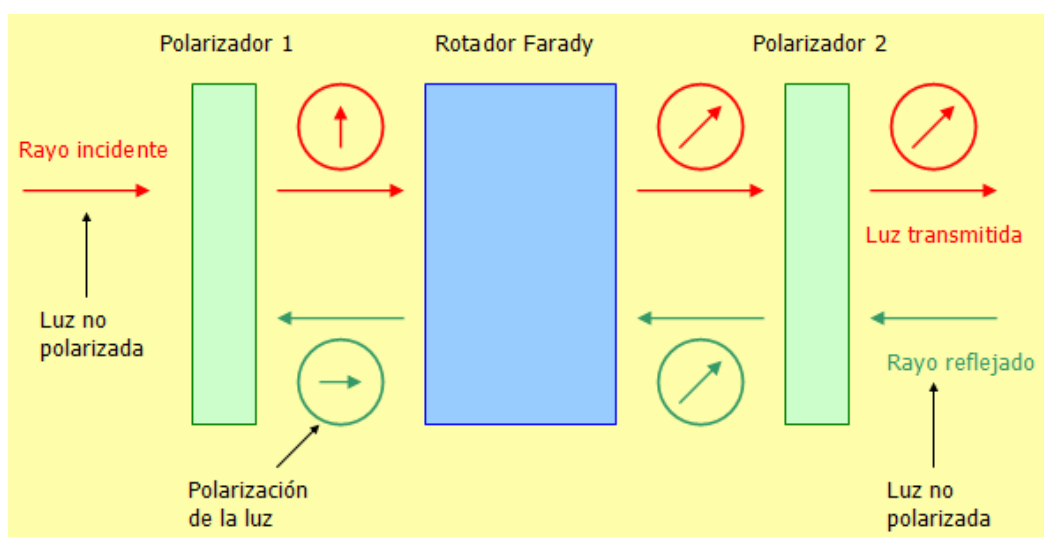 Polarizador 1
Rotador Farady
Polarizador 2
Rayo incidente
Luz transmitida
Luz no
polarizada
Rayo reflejado
Polarización
de la luz
Luz no
polarizada